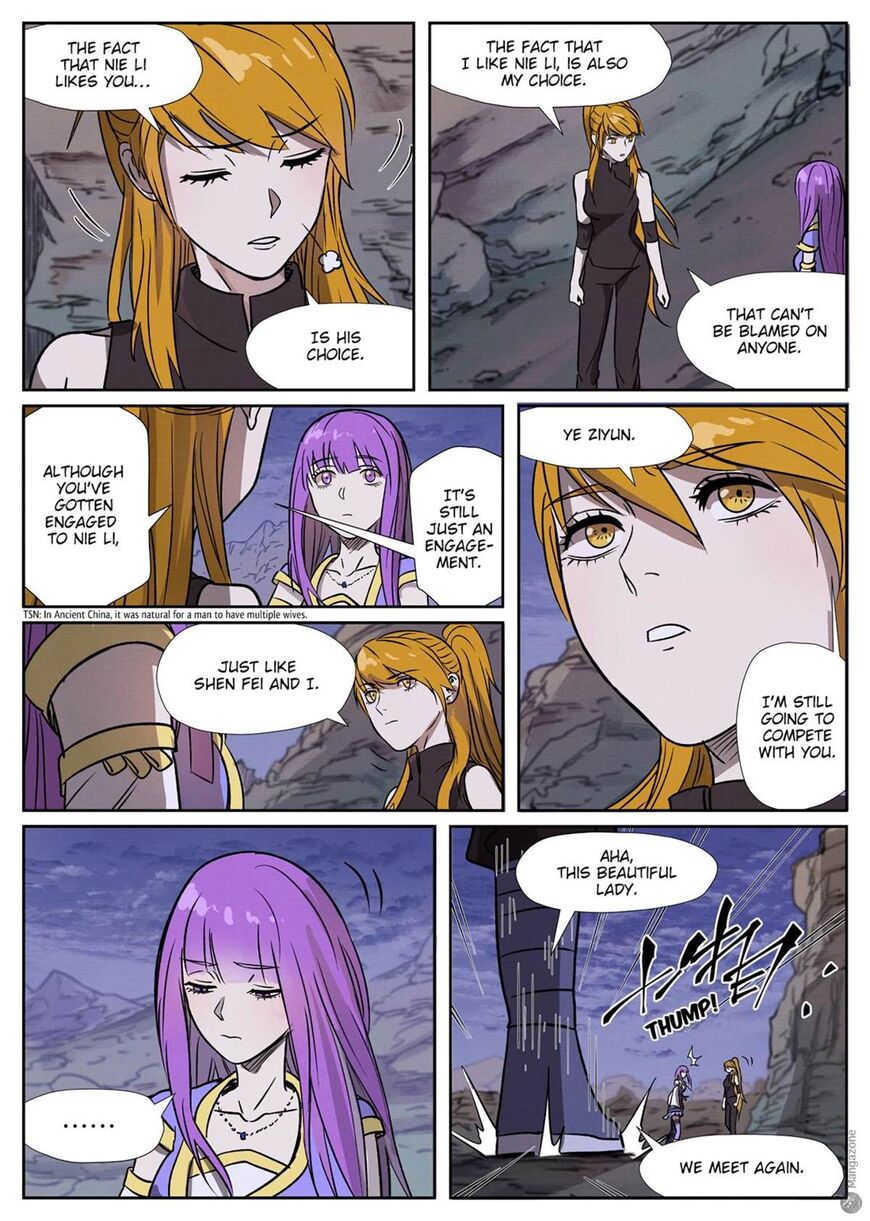 THE FACT
THAT NIE LI
LIKES YOU...
IS HIS
CHOICE.
THE FACT THAT
I LIKE NIE LI, IS ALSO
MY CHOICE.
THAT CAN'T
BE BLAMED ON
ANYONE.
ALTHOUGH
YOU'VE
GOTTEN
ENGAGED
TO NIE LI,
IT'S
STILL
JUST AN
ENGAGE-
MENT.
TSN: In Ancient China, it was natural for a man to have multiple wives.
JUST LIKE
SHEN FEI AND I.
YE ZIYUN.
I'M STILL
GOING TO
COMPETE
WITH YOU.
......
AHA,
THIS BEAUTIFUL
LADY.
THUMP!
WE MEET AGAIN.
Mangazone